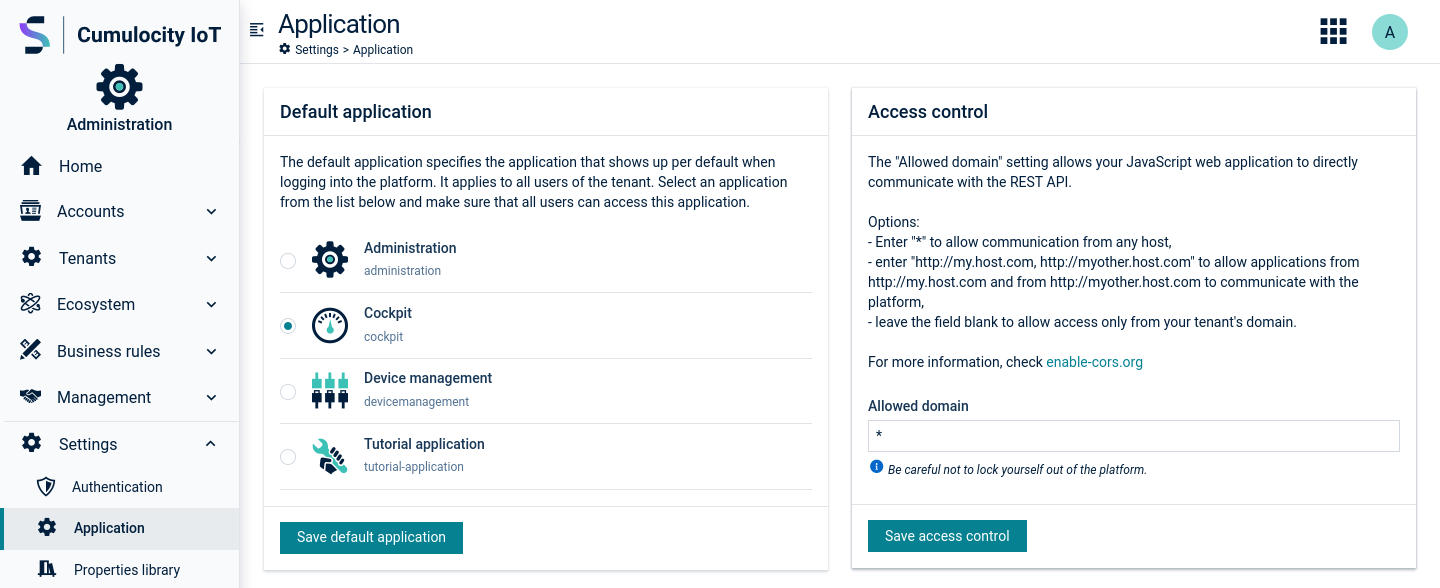 Cumulocity IoT
Administration
Home
Accounts
Tenants
Ecosystem
Business rules
Management
Settings
Authentication
Application
Properties library
Application
Settings > Application
A
Default application
The default application specifies the application that shows up per default when
logging into the platform. It applies to all users of the tenant. Select an application
from the list below and make sure that all users can access this application.
Administration
administration
Cockpit
cockpit
Device management
devicemanagement
Tutorial application
tutorial-application
Save default application
Access control
The "Allowed domain" setting allows your JavaScript web application to directly
communicate with the REST API.
Options:
- Enter "*" to allow communication from any host,
- enter "http://my.host.com, http://myother.host.com" to allow applications from
http://my.host.com and from http://myother.host.com to communicate with the
platform,
- leave the field blank to allow access only from your tenant's domain.
For more information, check enable-cors.org
Allowed domain
*
Be careful not to lock yourself out of the platform.
Save access control